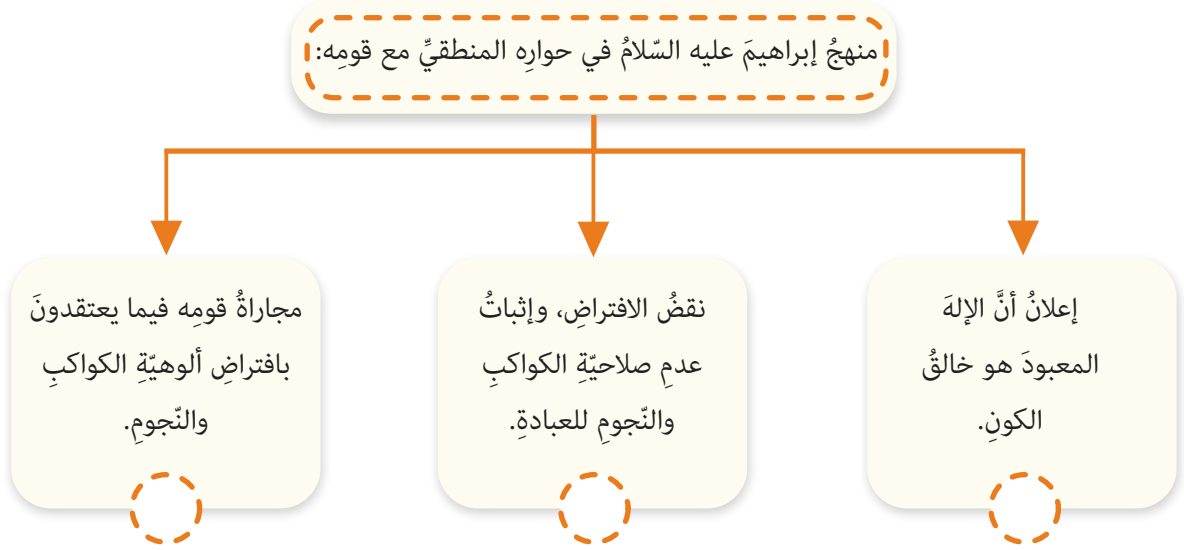 منهجُ إبراهيمَ عليه السّلامُ في حوارِه المنطقيِّ مع قومِه:
إعلانُ أنَّ الإلهَ
المعبودَ هو خالقُ
الكونِ.
نقضُ الافتراضِ، وإثباتُ
عدمِ صلاحيّةِ الكواكبِ
والنّجومِ للعبادةِ.
مجاراةُ قومِه فيما يعتقدونَ
بافتراضِ ألوهيّةِ الكواكبِ
والنّجومِ.